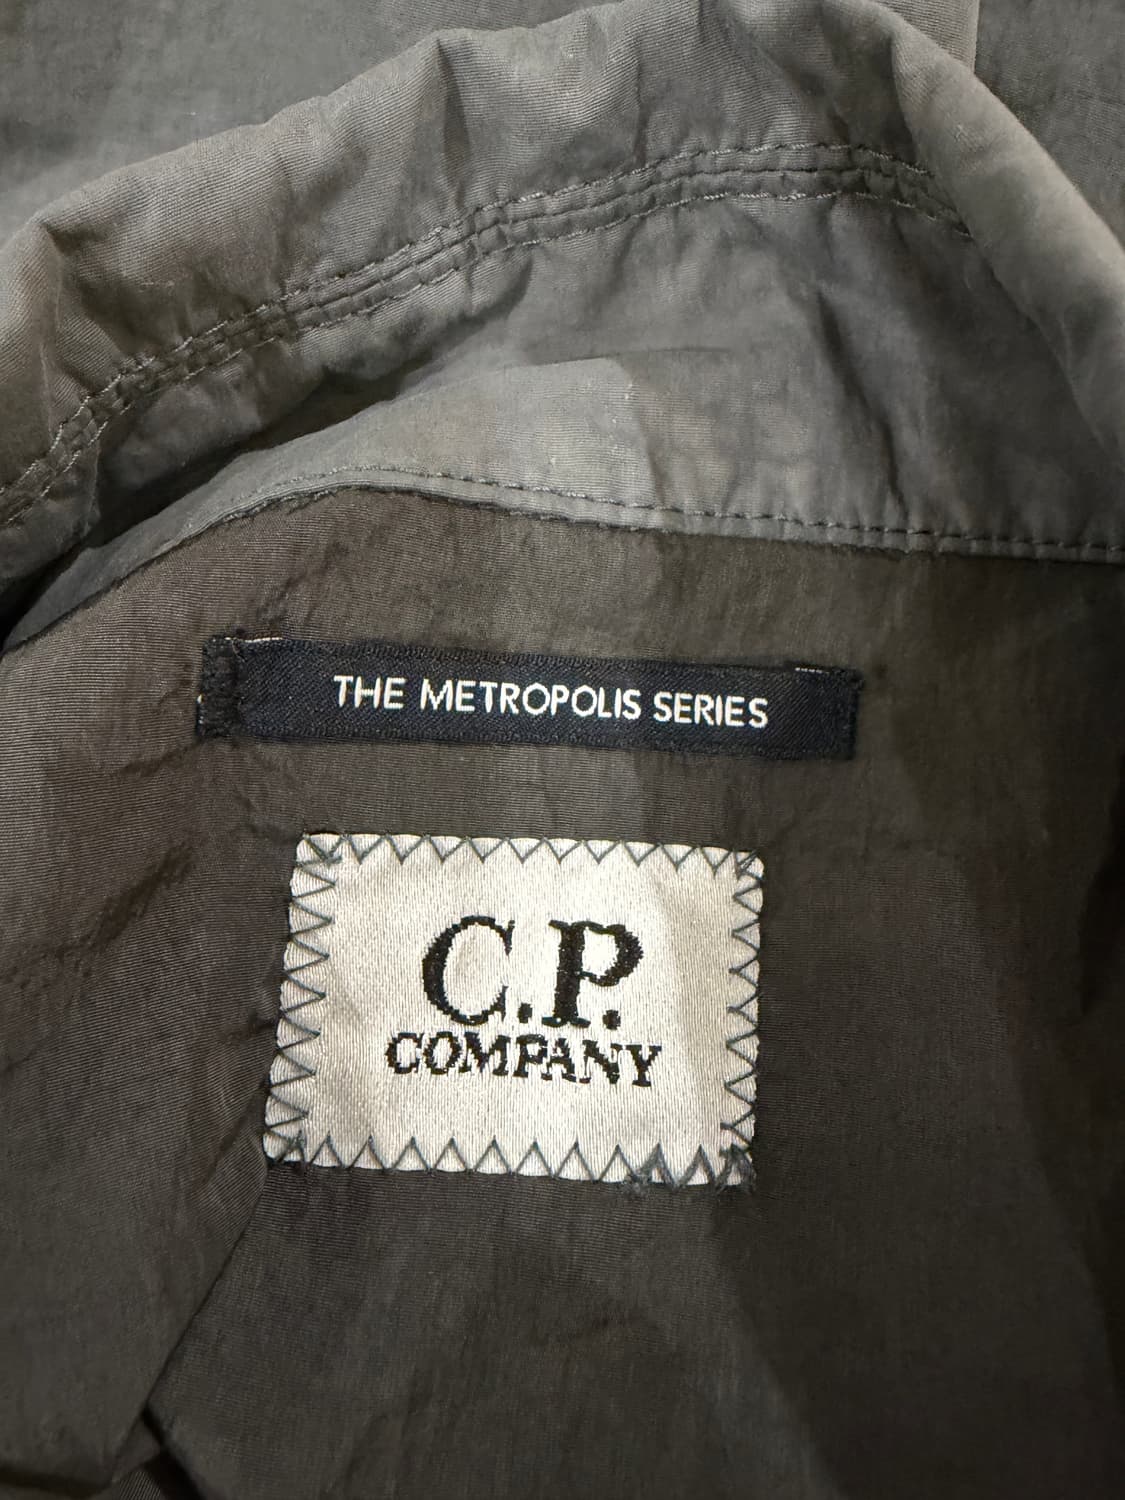 THE METROPOLIS SERIES
C.P.
COMPANY